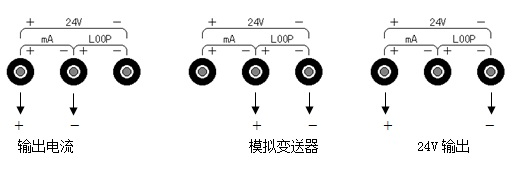 + 24V − + 24V − + 24V −
mA LOOP mA LOOP mA LOOP
+ − + − + − + − + − + −
+ − + − + −
输出电流 模拟变送器 24V 输出